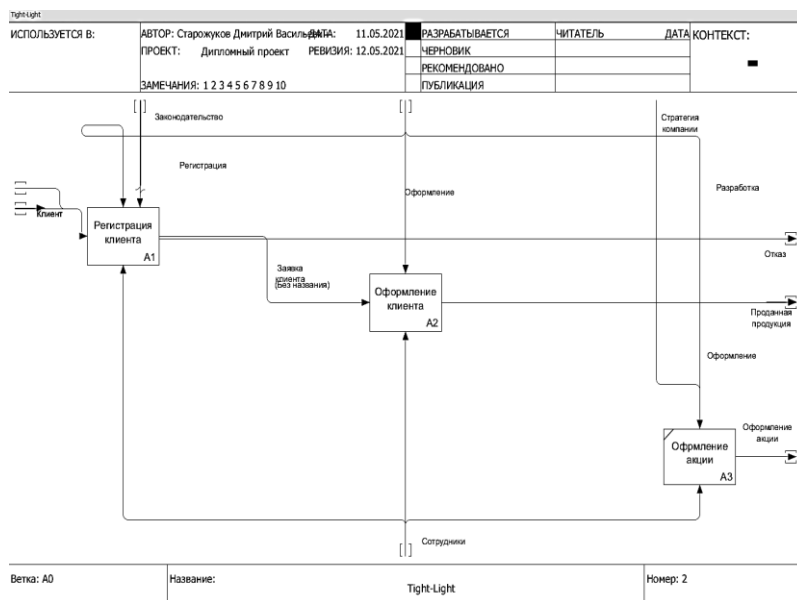 Tight-Light
ИСПОЛЬЗУЕТСЯ В:
АВТОР: Старожуков Дмитрий Васильевич
ДАТА: 11.05.2021
РАЗРАБАТЫВАЕТСЯ
ЧИТАТЕЛЬ
ДАТА
КОНТЕКСТ:
ПРОЕКТ: Дипломный проект
РЕВИЗИЯ: 12.05.2021
ЧЕРНОВИК
РЕКОМЕНДОВАНО
ЗАМЕЧАНИЯ: 1 2 3 4 5 6 7 8 9 10
ПУБЛИКАЦИЯ
Законодательство
Стратегия
компании
Регистрация
Оформление
Разработка
Клиент
Регистрация
клиента
A1
Отказ
Заявка
клиента
(Без названия)
Оформление
клиента
A2
Проданная
продукция
Оформление
Офрмление
акции
A3
Оформление
акции
Сотрудники
Ветка: A0
Название:
Tight-Light
Номер: 2